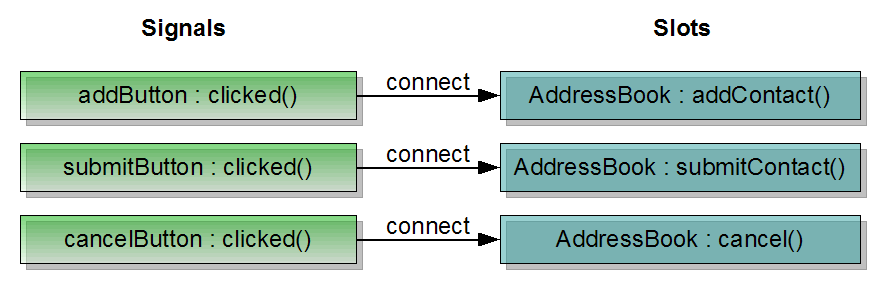 Signals Slots
addButton : clicked() connect AddressBook : addContact()
submitButton : clicked() connect AddressBook : submitContact()
cancelButton : clicked() connect AddressBook : cancel()